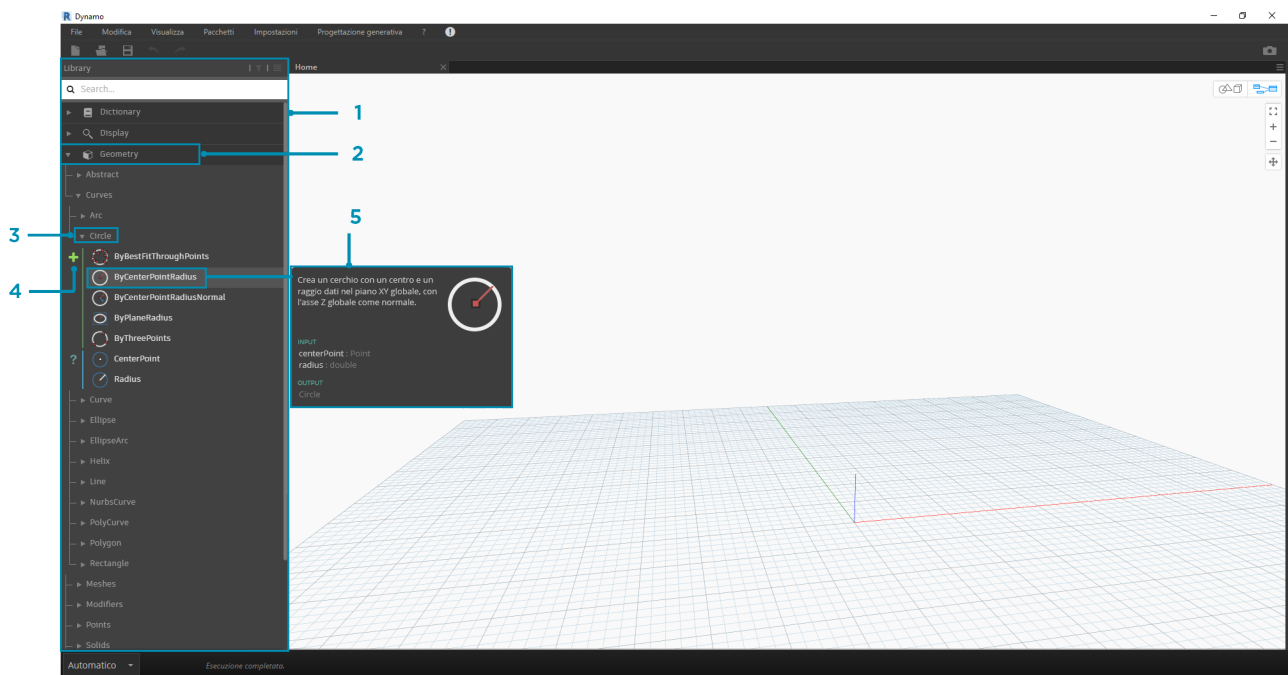 Dynamo
File Modifica Visualizza Pacchetti Impostazioni Progettazione generativa ?
Library
Home
Search...
Dictionary
1
Display
Geometry
2
Abstract
Curves
Arc
5
3
Circle
ByBestFitThroughPoints
ByCenterPointRadius
4
ByCenterPointRadiusNormal
ByPlaneRadius
ByThreePoints
? CenterPoint
Radius
Crea un cerchio con un centro e un
raggio dati nel piano XY globale, con
l'asse Z globale come normale.
INPUT
centerPoint : Point
radius : double
OUTPUT
Circle
Curve
Ellipse
EllipseArc
Helix
Line
NurbsCurve
PolyCurve
Polygon
Rectangle
Meshes
Modifiers
Points
Solids
Automatico
Esecuzione completata.